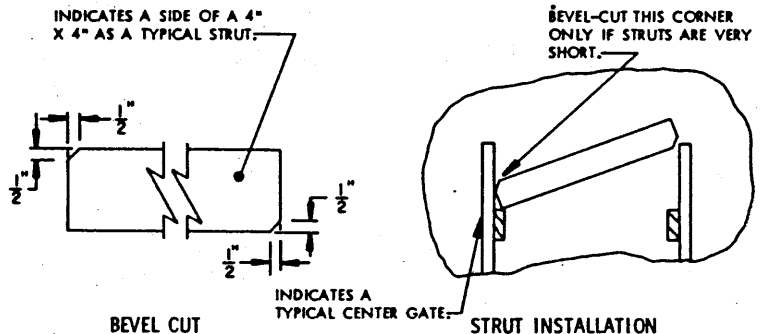 INDICATES A SIDE OF A 4"
X 4" AS A TYPICAL STRUT.
BEVEL-CUT THIS CORNER
ONLY IF STRUTS ARE VERY
SHORT.
1/2"
1/2"
1/2"
1/2"
INDICATES A
TYPICAL CENTER GATE.
BEVEL CUT
STRUT INSTALLATION